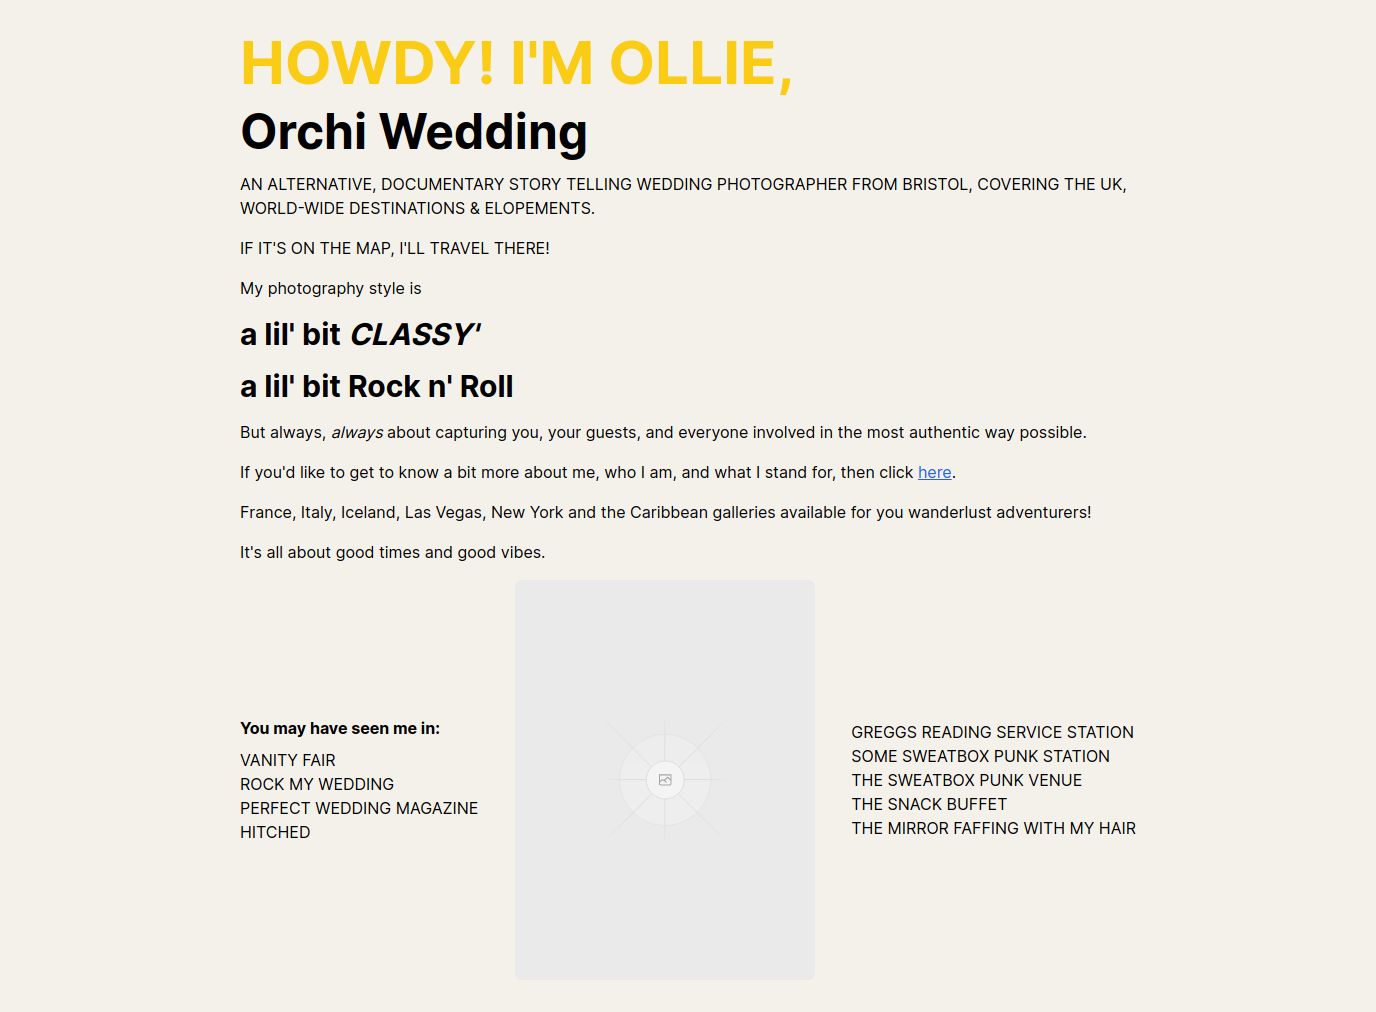 HOWDY! I'M OLLIE,
Orchi Wedding
AN ALTERNATIVE, DOCUMENTARY STORY TELLING WEDDING PHOTOGRAPHER FROM BRISTOL, COVERING THE UK,
WORLD-WIDE DESTINATIONS & ELOPEMENTS.
IF IT'S ON THE MAP, I'LL TRAVEL THERE!
My photography style is
a lil' bit CLASSY'
a lil' bit Rock n' Roll
But always, always about capturing you, your guests, and everyone involved in the most authentic way possible.
If you'd like to get to know a bit more about me, who I am, and what I stand for, then click here.
France, Italy, Iceland, Las Vegas, New York and the Caribbean galleries available for you wanderlust adventurers!
It's all about good times and good vibes.
You may have seen me in:
VANITY FAIR
ROCK MY WEDDING
PERFECT WEDDING MAGAZINE
HITCHED
GREGGS READING SERVICE STATION
SOME SWEATBOX PUNK STATION
THE SWEATBOX PUNK VENUE
THE SNACK BUFFET
THE MIRROR FAFFING WITH MY HAIR